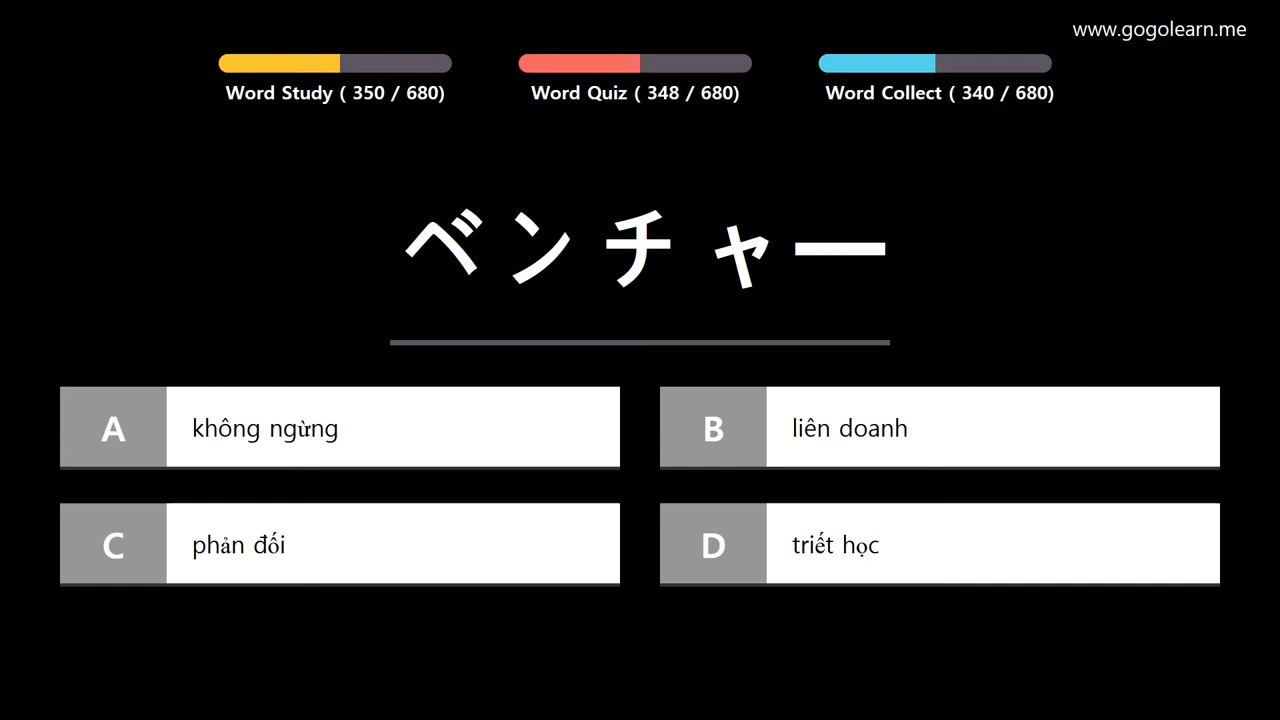 www.gogolearn.me
Word Study ( 350 / 680)
Word Quiz ( 348 / 680)
Word Collect ( 340 / 680)
ベンチャー
A
không ngừng
B
liên doanh
C
phản đối
D
triết học